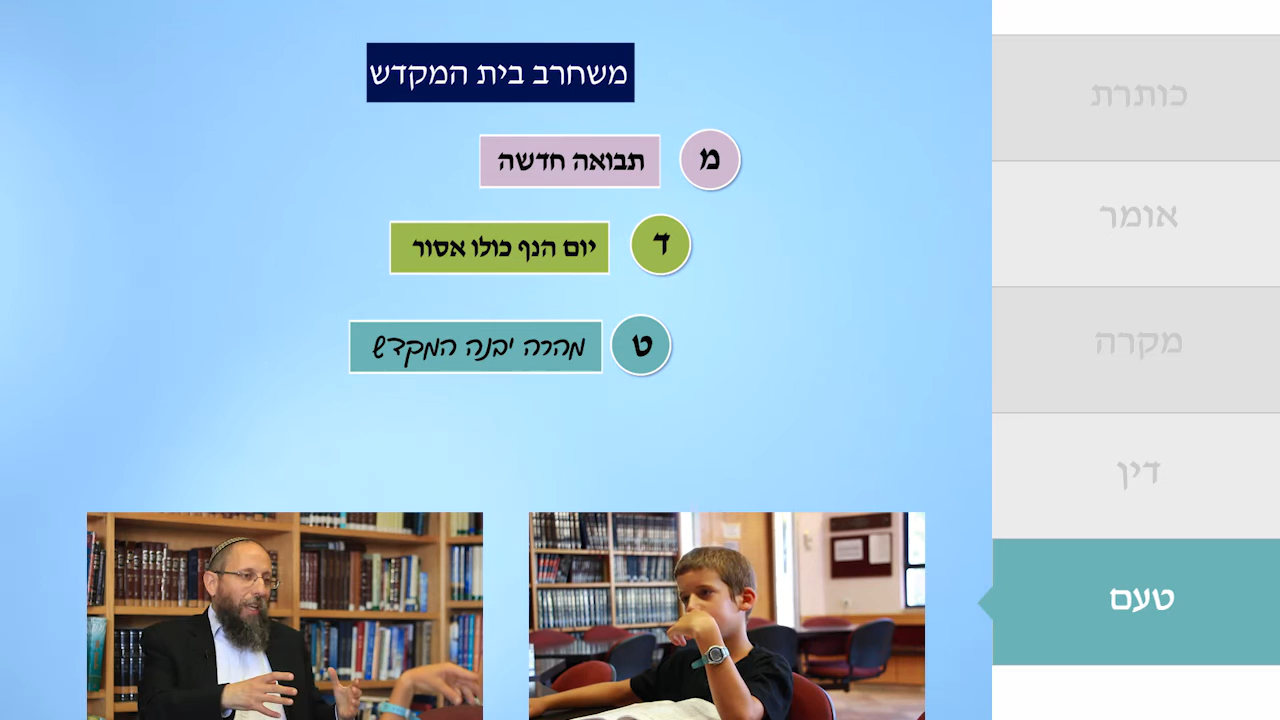 משחרב בית המקדש
מ
תבואה חדשה
ד
יום הנף כולו אסור
ט
מהרה יבנה המקדש
כותרת
אומר
מקרה
דין
טעם